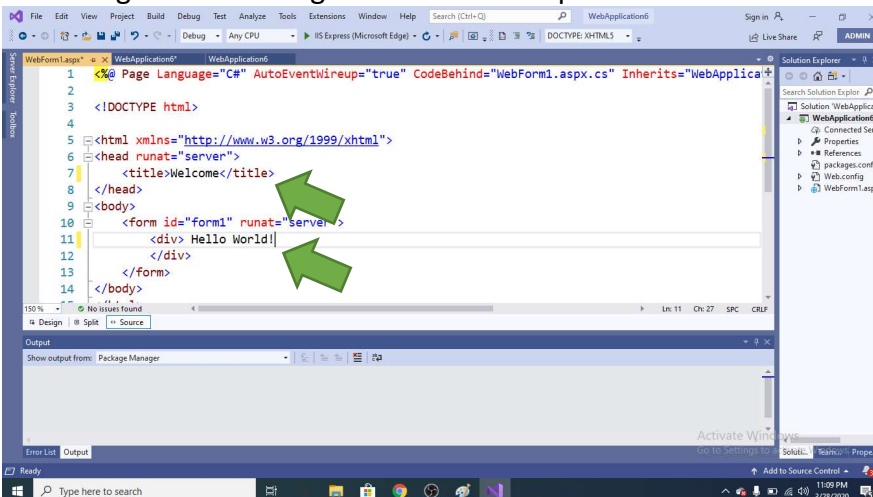 File Edit View Project Build Debug Test Analyze Tools Extensions Window Help Search (Ctrl+Q) WebApplication6 Sign in
Debug Any CPU IIS Express (Microsoft Edge) DOCTYPE: XHTML5 Live Share ADMIN
WebForm1.aspx* WebApplication6* WebApplication6 Solution Explorer
Server Explorer
Toolbox
1 <%@ Page Language="C#" AutoEventWireup="true" CodeBehind="WebForm1.aspx.cs" Inherits="WebApplica
2
3 <!DOCTYPE html>
4
5 <html xmlns="http://www.w3.org/1999/xhtml">
6 <head runat="server">
7 <title>Welcome</title>
8 </head>
9 <body>
10 <form id="form1" runat="server">
11 <div> Hello World!
12 </div>
13 </form>
14 </body>
Search Solution Explor
Solution 'WebApplica
WebApplication6
Connected Ser
Properties
References
packages.conf
Web.config
WebForm1.asp
150 % No issues found Ln: 11 Ch: 27 SPC CRLF
Design Split Source
Output
Show output from: Package Manager
Activate Windows
Go to Settings to
Error List Output Soluti... Team... Prope
Ready Add to Source Control
Type here to search 11:09 PM
3/28/2020